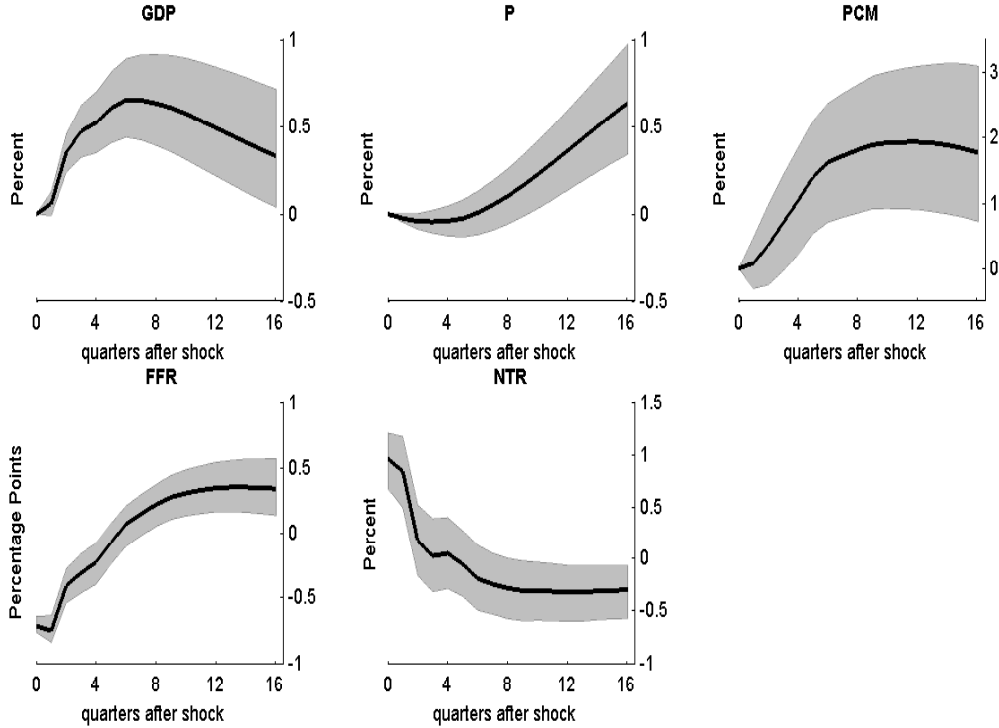 GDP
P
PCM
Percent
1
0.5
0
-0.5
0 4 8 12 16
quarters after shock
Percent
1
0.5
0
-0.5
0 4 8 12 16
quarters after shock
Percent
3
2
1
0
0 4 8 12 16
quarters after shock
FFR
NTR
Percentage Points
1
0.5
0
-0.5
-1
0 4 8 12 16
quarters after shock
Percent
1.5
1
0.5
0
-0.5
-1
0 4 8 12 16
quarters after shock